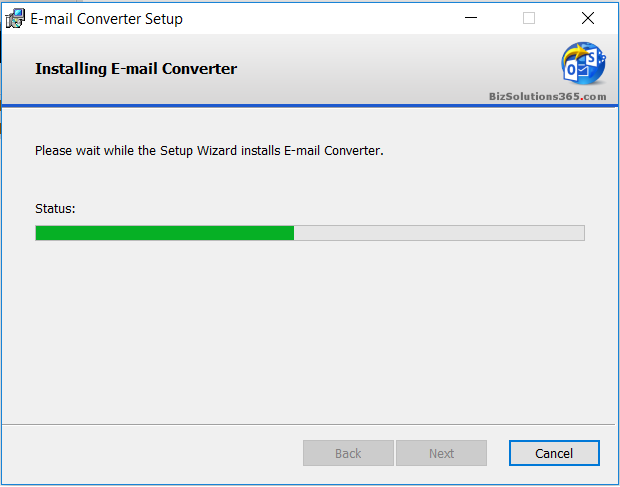 E-mail Converter Setup
Installing E-mail Converter
O S
BizSolutions365.com
Please wait while the Setup Wizard installs E-mail Converter.
Status:
Back Next Cancel